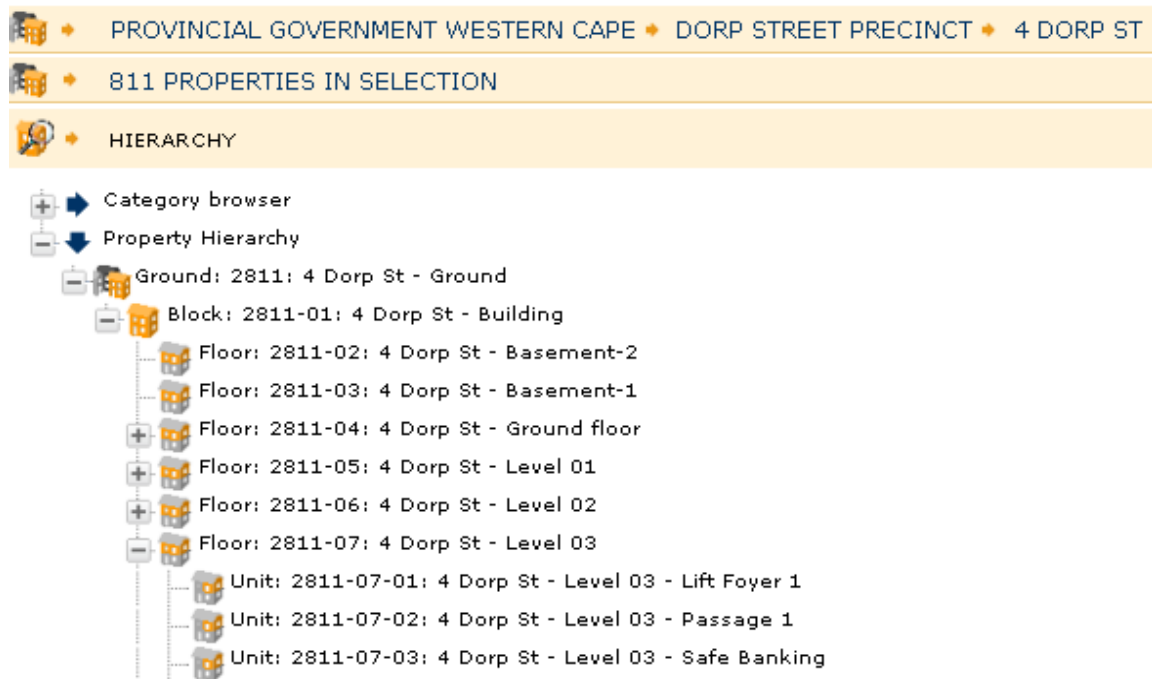 PROVINCIAL GOVERNMENT WESTERN CAPE DORP STREET PRECINCT 4 DORP ST
811 PROPERTIES IN SELECTION
HIERARCHY
Category browser
Property Hierarchy
Ground: 2811: 4 Dorp St - Ground
Block: 2811-01: 4 Dorp St - Building
Floor: 2811-02: 4 Dorp St - Basement-2
Floor: 2811-03: 4 Dorp St - Basement-1
Floor: 2811-04: 4 Dorp St - Ground floor
Floor: 2811-05: 4 Dorp St - Level 01
Floor: 2811-06: 4 Dorp St - Level 02
Floor: 2811-07: 4 Dorp St - Level 03
Unit: 2811-07-01: 4 Dorp St - Level 03 - Lift Foyer 1
Unit: 2811-07-02: 4 Dorp St - Level 03 - Passage 1
Unit: 2811-07-03: 4 Dorp St - Level 03 - Safe Banking